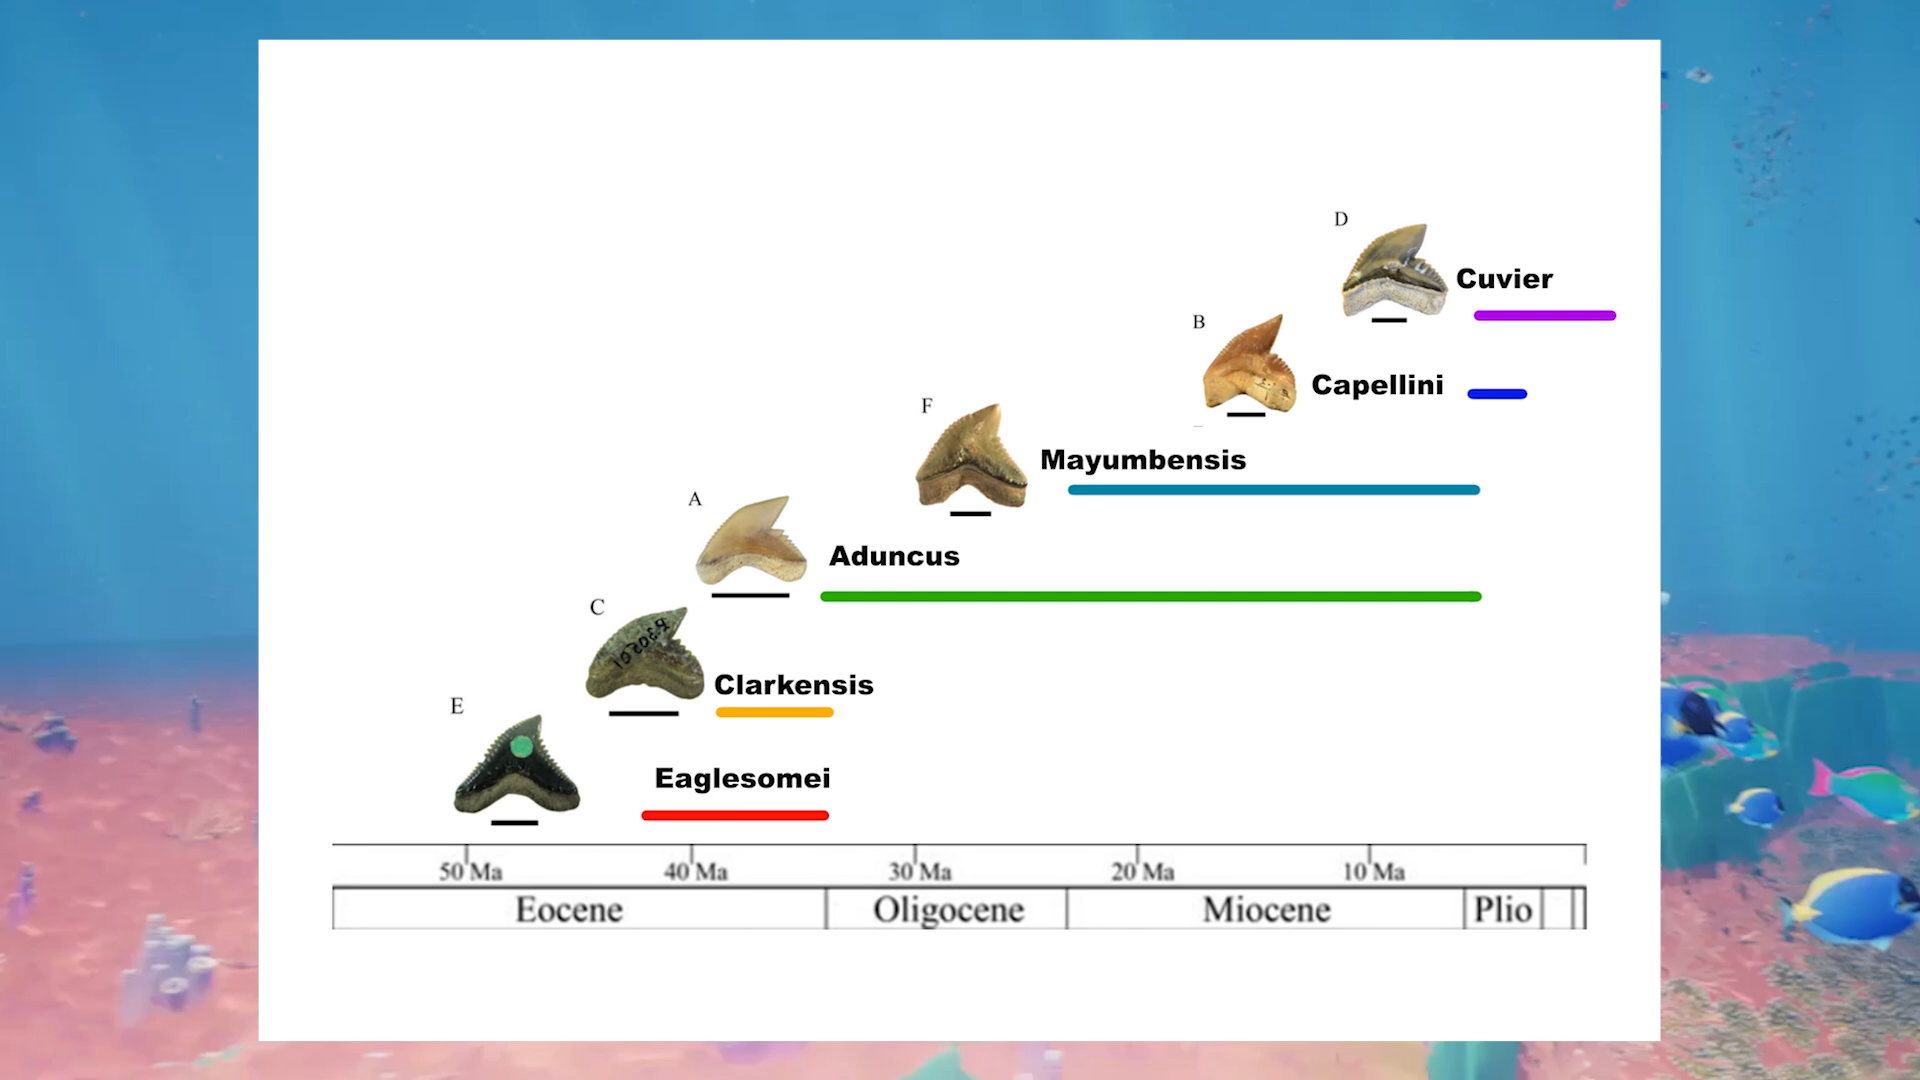 D
Cuvier
B
Capellini
F
Mayumbensis
A
Aduncus
C
Clarkensis
E
Eaglesomei
50 Ma 40 Ma 30 Ma 20 Ma 10 Ma
Eocene Oligocene Miocene Plio